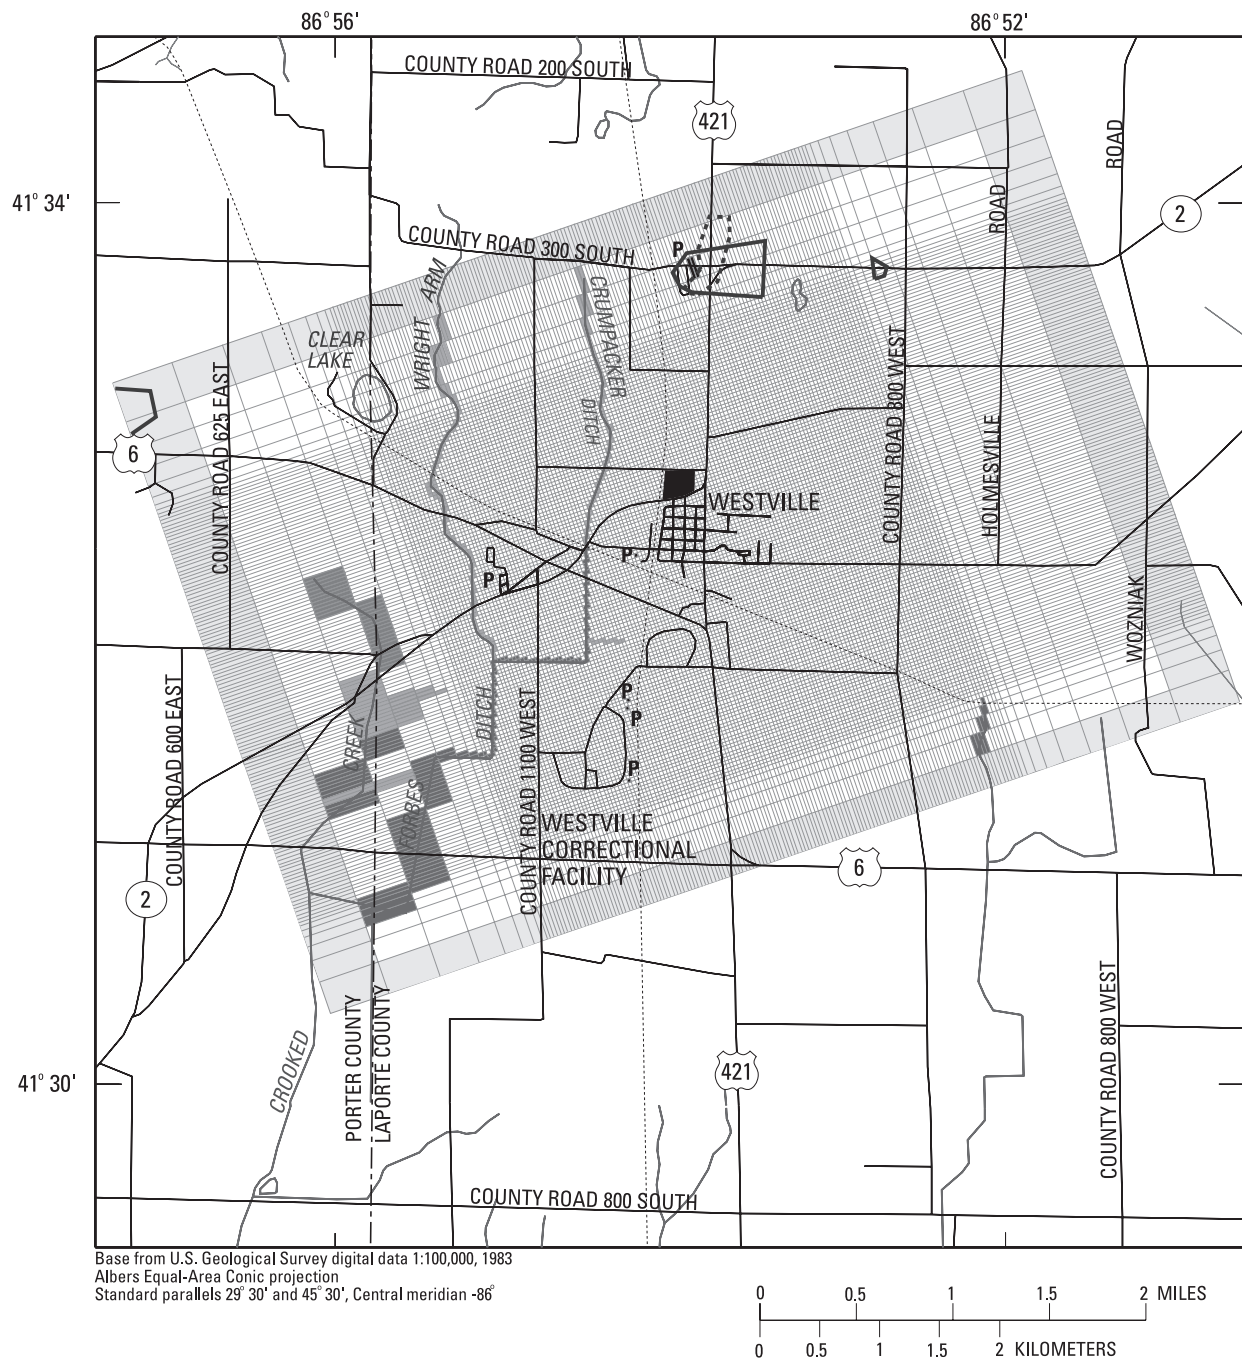 86° 56'
86° 52'
COUNTY ROAD 200 SOUTH
421
ROAD
41° 34'
ROAD
2
P
COUNTY ROAD 300 SOUTH
ARM
CRUMPACKER
DITCH
CLEAR
LAKE
WRIGHT
COUNTY ROAD 625 EAST
COUNTY ROAD 800 WEST
HOLMESVILLE
6
WESTVILLE
P
P
WOZNIAK
COUNTY ROAD 600 EAST
CREEK
DITCH
FORBES
COUNTY ROAD 1100 WEST
P
P
P
WESTVILLE
CORRECTIONAL
FACILITY
6
2
COUNTY ROAD 800 WEST
CROOKED
PORTER COUNTY
LAPORTE COUNTY
421
41° 30'
COUNTY ROAD 800 SOUTH
Base from U.S. Geological Survey digital data 1:100,000, 1983
Albers Equal-Area Conic projection
Standard parallels 29° 30' and 45° 30', Central meridian -86°
0 0.5 1 1.5 2 MILES
0 0.5 1 1.5 2 KILOMETERS